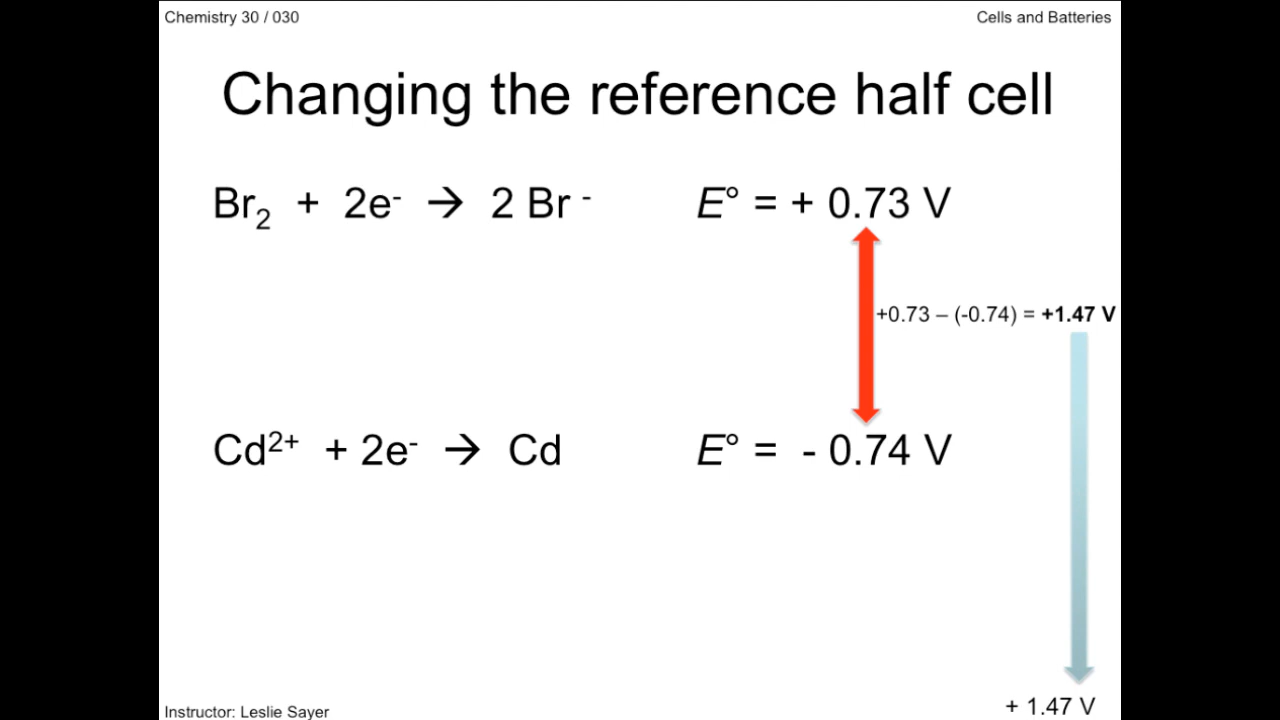 Chemistry 30 / 030 Cells and Batteries
Changing the reference half cell
Br₂ + 2e⁻ → 2 Br ⁻ E° = + 0.73 V
+0.73 – (-0.74) = +1.47 V
Cd²⁺ + 2e⁻ → Cd E° = - 0.74 V
+ 1.47 V
Instructor: Leslie Sayer